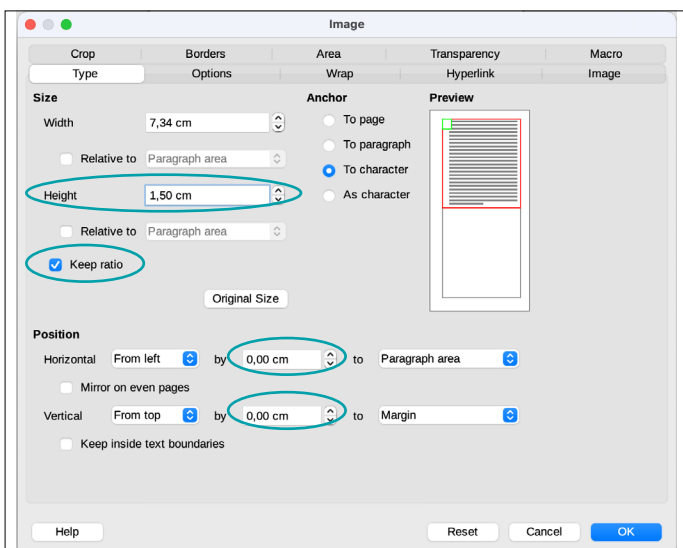 Image
Crop Borders Area Transparency Macro
Type Options Wrap Hyperlink Image
Size Anchor Preview
Width 7,34 cm To page
Relative to Paragraph area To paragraph
To character
Height 1,50 cm As character
Relative to Paragraph area
Keep ratio
Original Size
Position
Horizontal From left by 0,00 cm to Paragraph area
Mirror on even pages
Vertical From top by 0,00 cm to Margin
Keep inside text boundaries
Help Reset Cancel OK